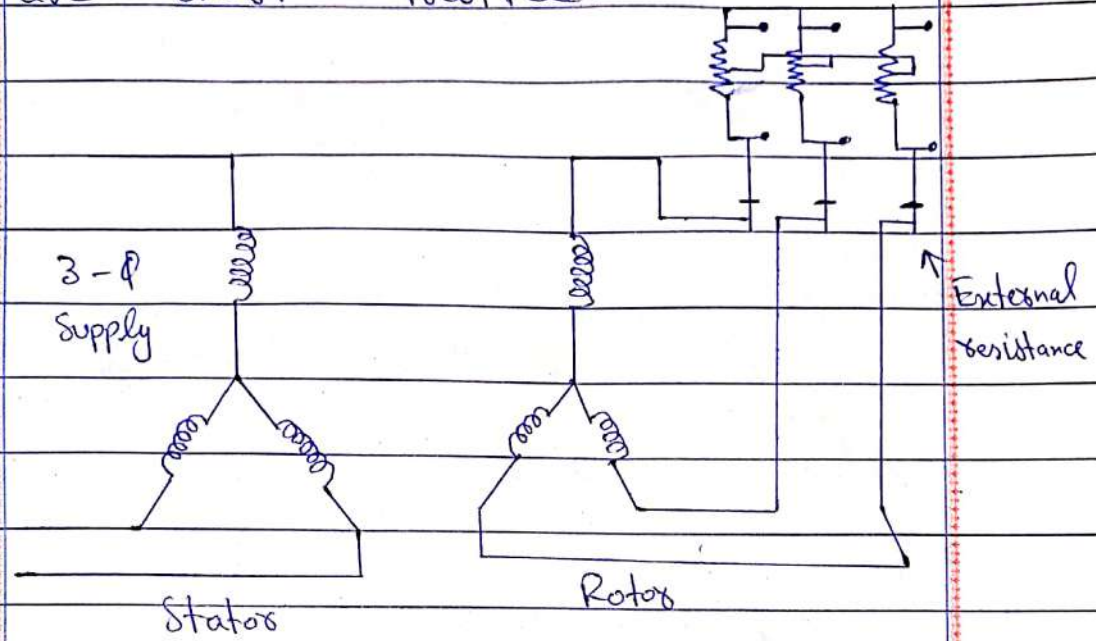 3-Φ
Supply
External
resistance
Rotor
Stator